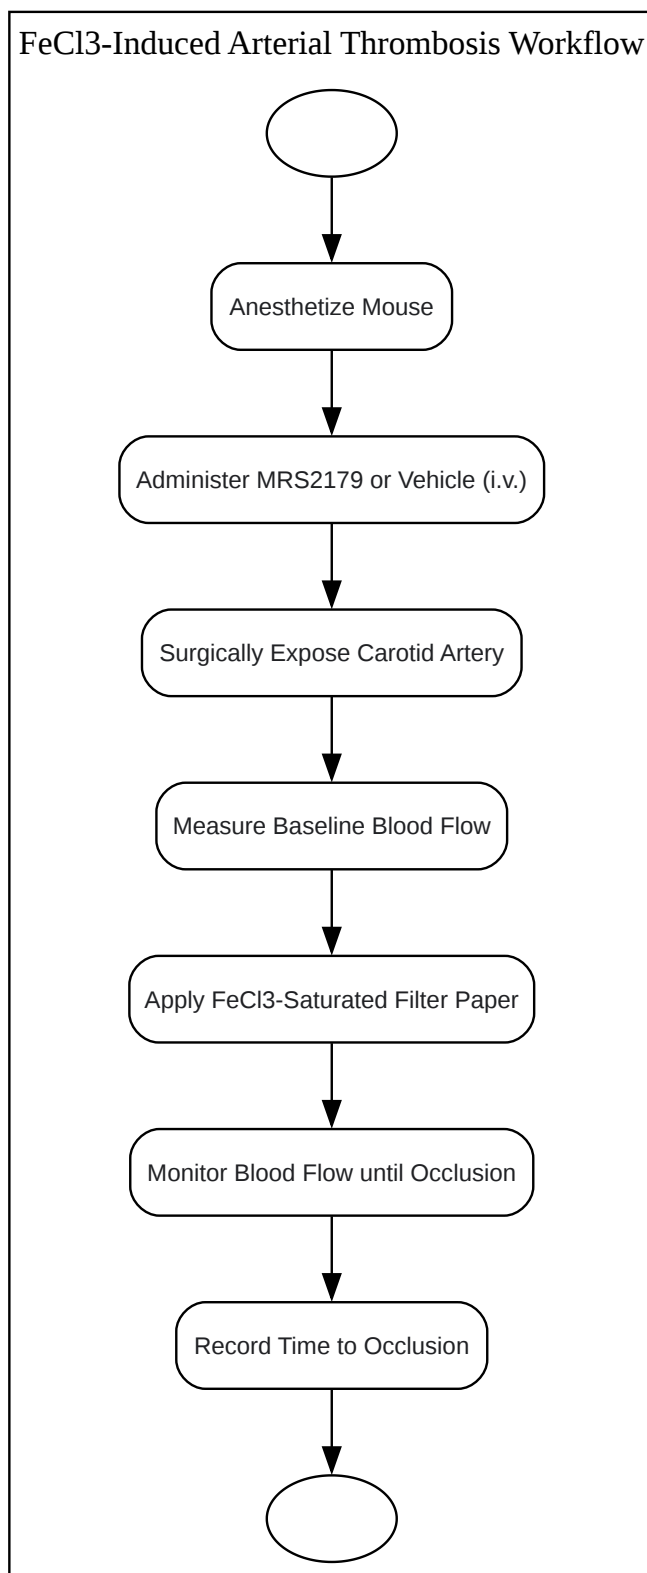 FeCl3-Induced Arterial Thrombosis Workflow
Anesthetize Mouse
Administer MRS2179 or Vehicle (i.v.)
Surgically Expose Carotid Artery
Measure Baseline Blood Flow
Apply FeCl3-Saturated Filter Paper
Monitor Blood Flow until Occlusion
Record Time to Occlusion